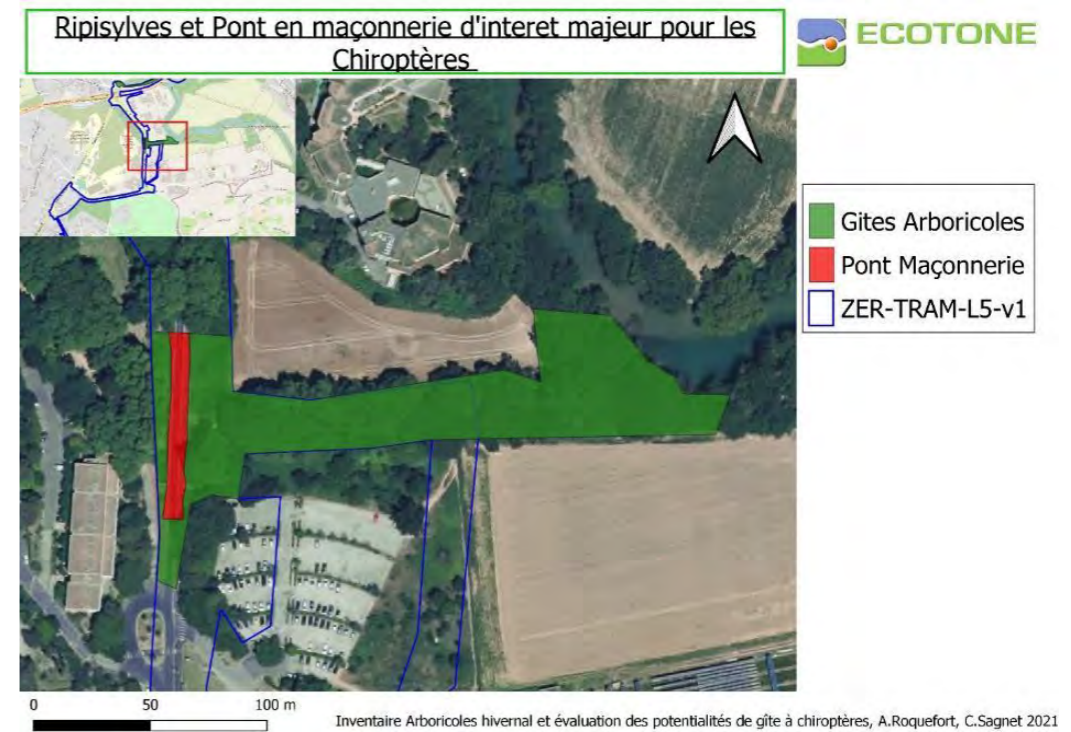 Ripisylves et Pont en maçonnerie d'interet majeur pour les
Chiroptères
ECOTONE
Gites Arboricoles
Pont Maçonnerie
ZER-TRAM-L5-v1
0 50 100 m
Inventaire Arboricoles hivernal et évaluation des potentialités de gîte à chiroptères, A.Roquefort, C.Sagnet 2021